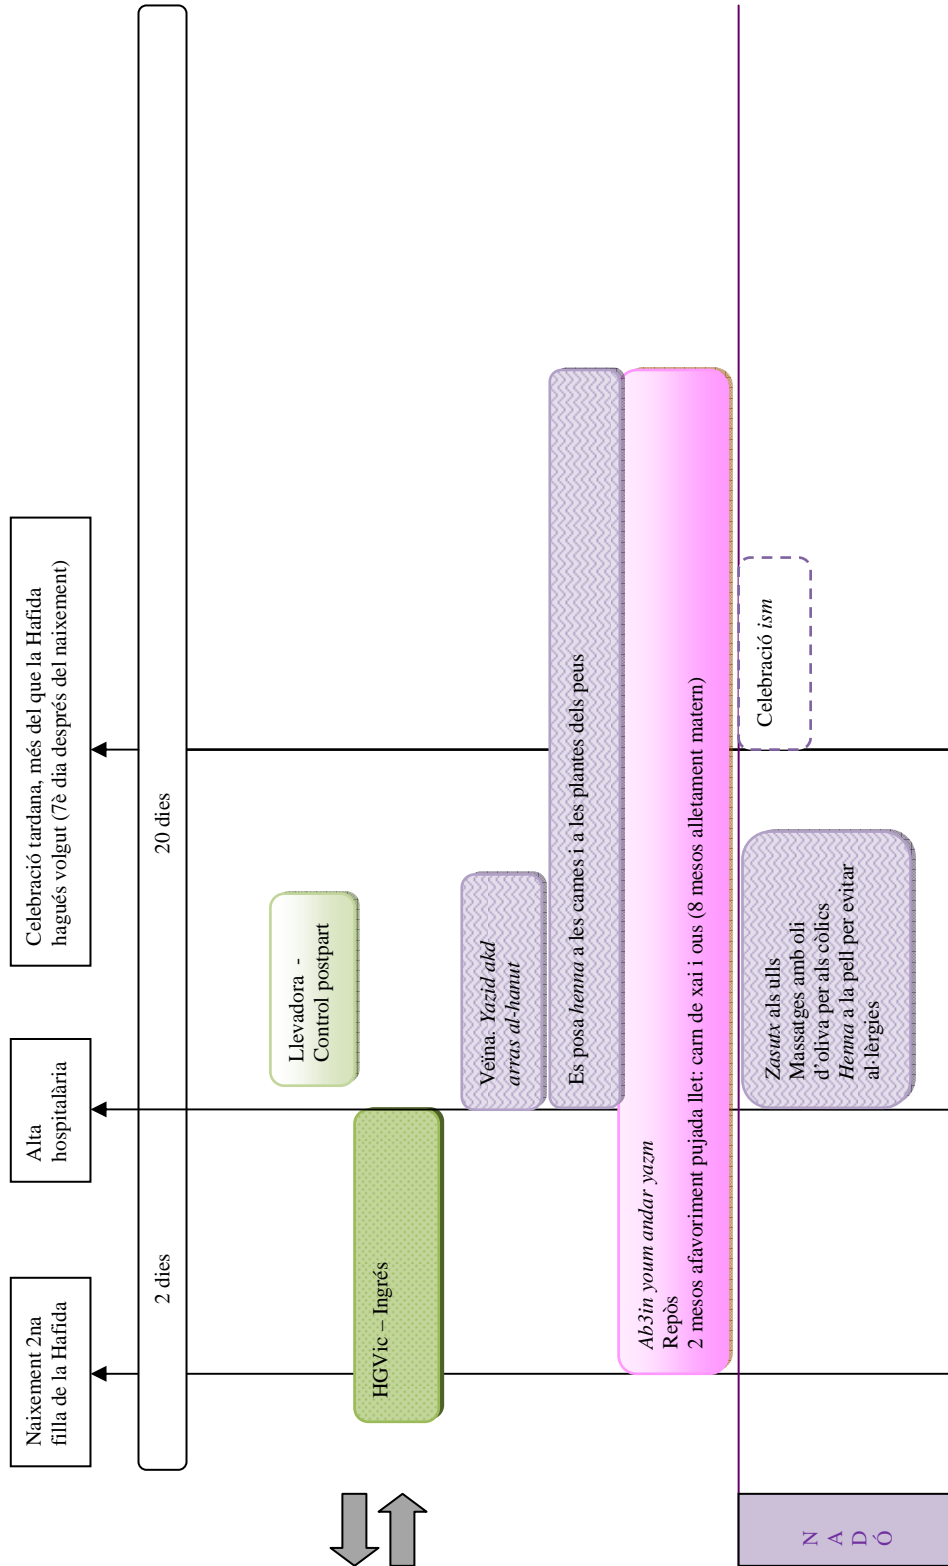 Naixement 2na
filla de la Hafida
Alta
hospitalària
Celebració tardana, més del que la Hafida
hagués volgut (7è dia després del naixement)
2 dies
20 dies
Llevadora -
Control postpart
HGVic – Ingrés
Veïna. Yazid akd
arras al-hanut
Es posa henna a les cames i a les plantes dels peus
Ab3in youm andar yazm
Repòs
2 mesos afavoriment pujada llet: carn de xai i ous (8 mesos alletament matern)
NADÓ
Zasutx als ulls
Massatges amb oli
d'oliva per als còlics
Henna a la pell per evitar
al·lèrgies
Celebració ism